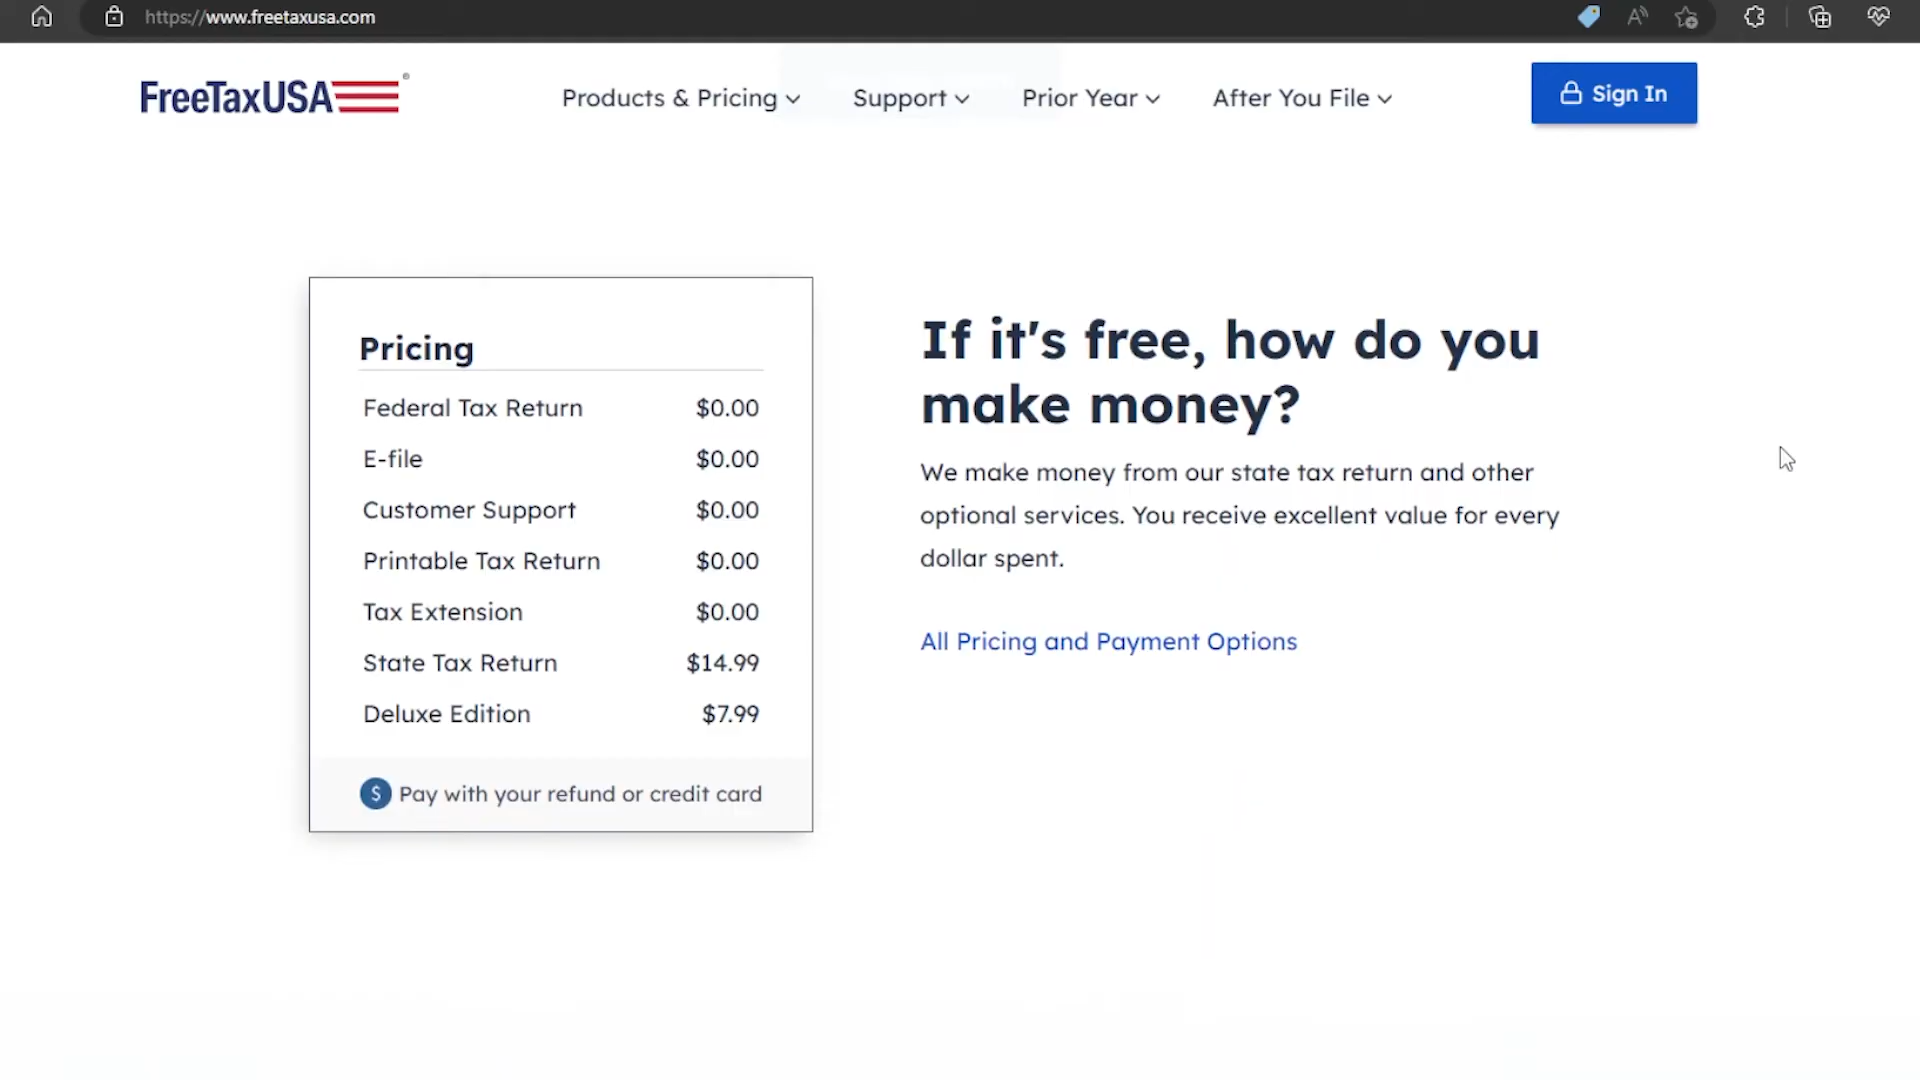 https://www.freetaxusa.com
FreeTaxUSA®
Products & Pricing
Support
Prior Year
After You File
Sign In
Pricing
Federal Tax Return $0.00
E-file $0.00
Customer Support $0.00
Printable Tax Return $0.00
Tax Extension $0.00
State Tax Return $14.99
Deluxe Edition $7.99
$ Pay with your refund or credit card
If it's free, how do you
make money?
We make money from our state tax return and other
optional services. You receive excellent value for every
dollar spent.
All Pricing and Payment Options